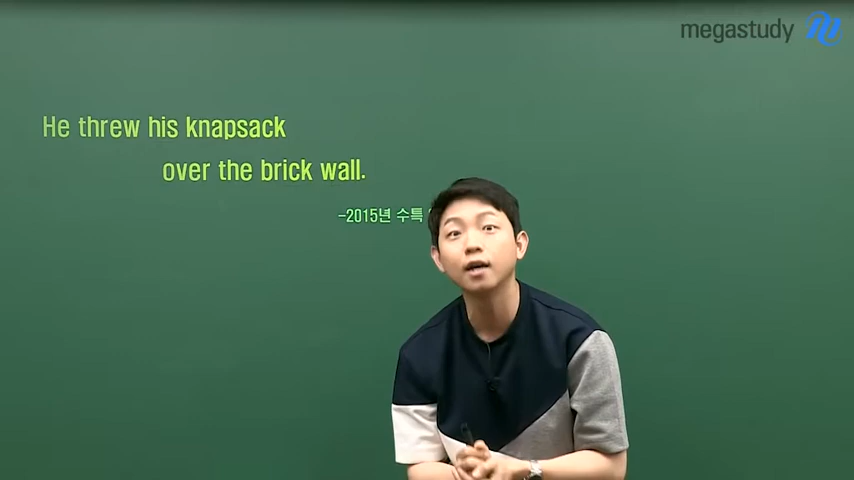 megastudy
He threw his knapsack
over the brick wall.
-2015년 수특